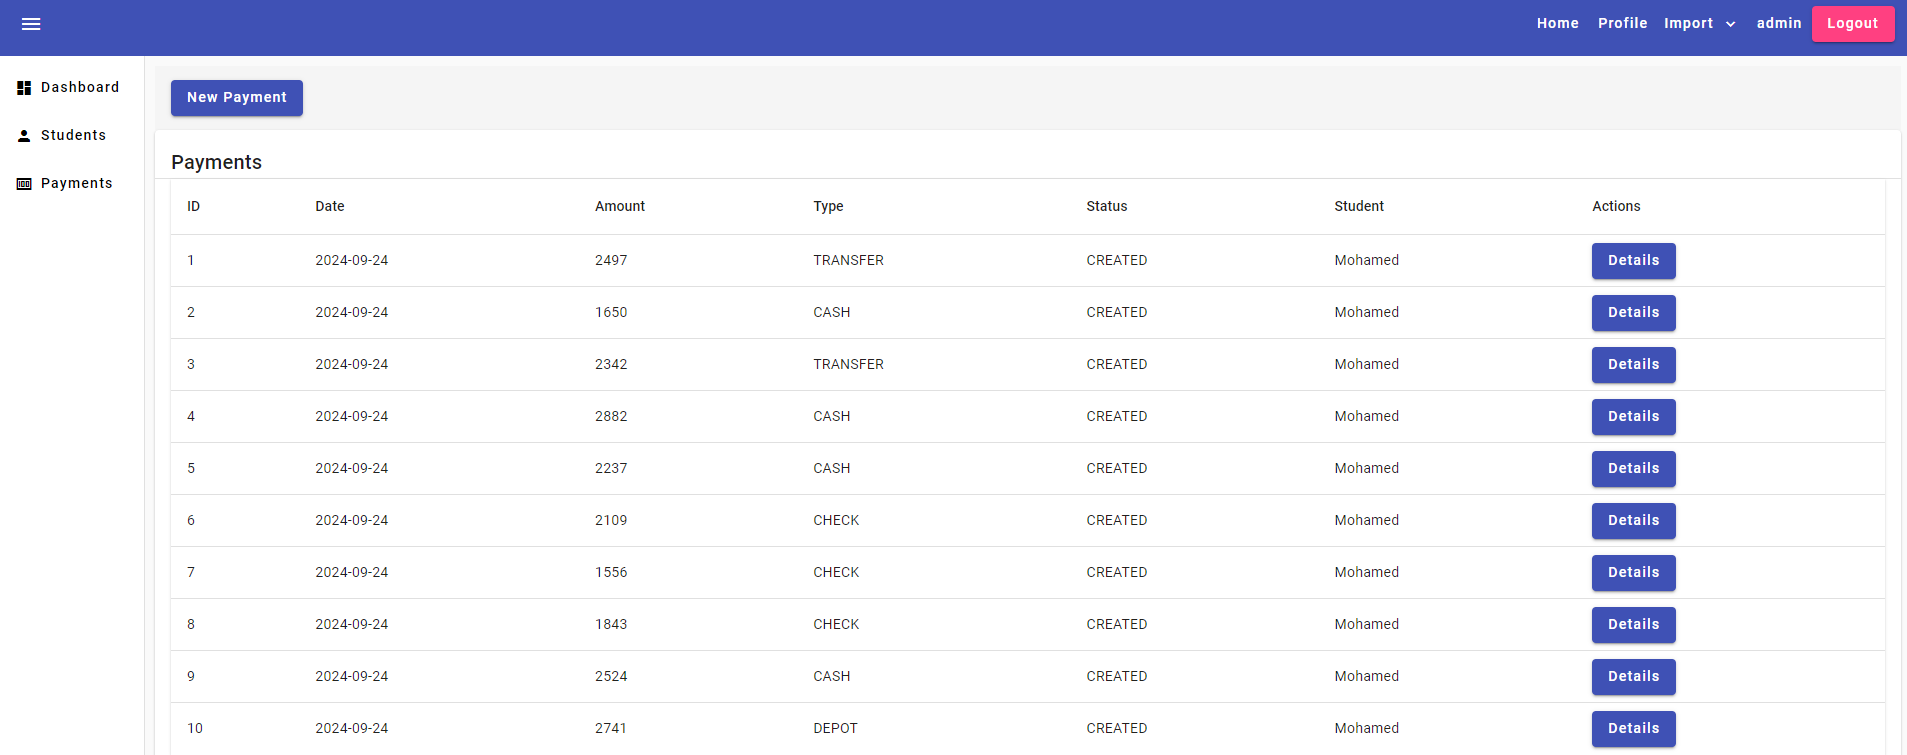 Home Profile Import admin Logout
Dashboard
Students
Payments
New Payment
Payments
ID Date Amount Type Status Student Actions
1 2024-09-24 2497 TRANSFER CREATED Mohamed Details
2 2024-09-24 1650 CASH CREATED Mohamed Details
3 2024-09-24 2342 TRANSFER CREATED Mohamed Details
4 2024-09-24 2882 CASH CREATED Mohamed Details
5 2024-09-24 2237 CASH CREATED Mohamed Details
6 2024-09-24 2109 CHECK CREATED Mohamed Details
7 2024-09-24 1556 CHECK CREATED Mohamed Details
8 2024-09-24 1843 CHECK CREATED Mohamed Details
9 2024-09-24 2524 CASH CREATED Mohamed Details
10 2024-09-24 2741 DEPOT CREATED Mohamed Details